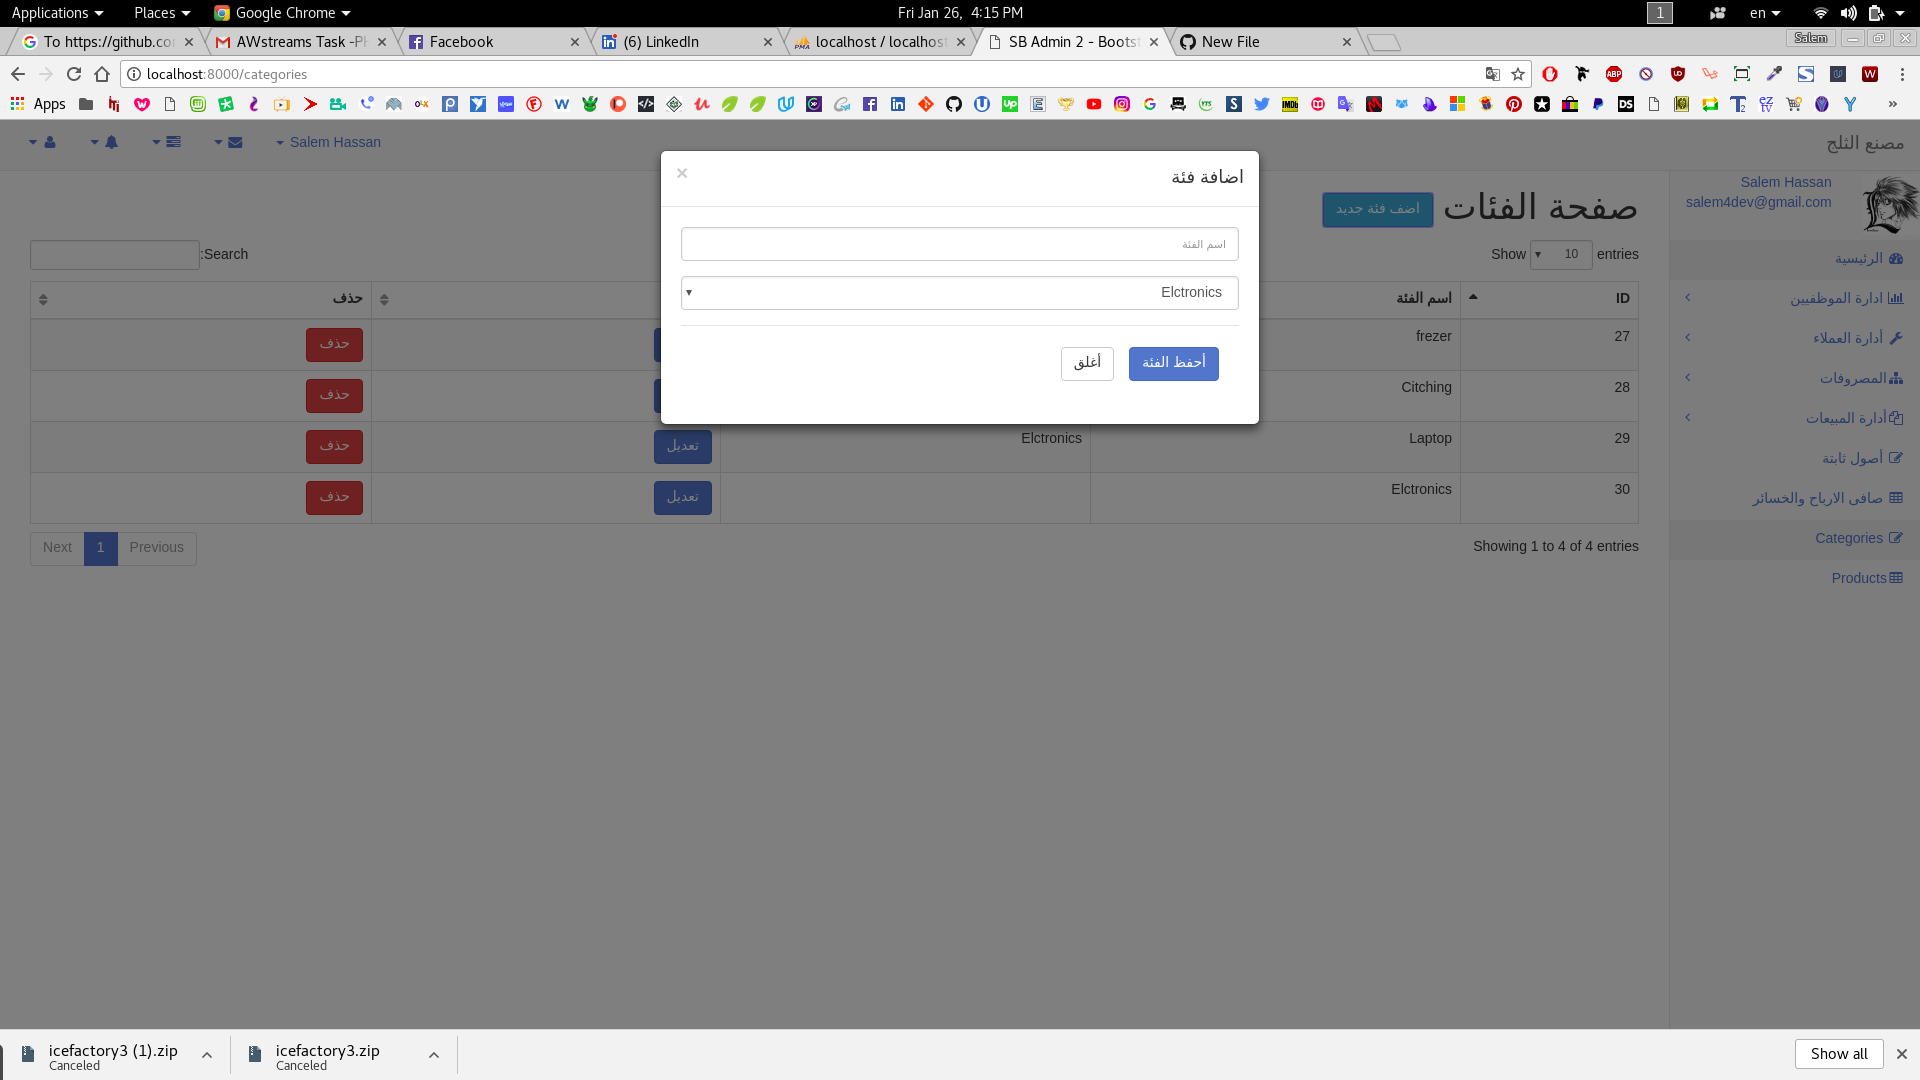 Applications Places Google Chrome Fri Jan 26, 4:15 PM 1 en
To https://github.co AWstreams Task -P Facebook (6) LinkedIn localhost / localhos SB Admin 2 - Boots New File Salem
localhost:8000/categories
Apps
Salem Hassan
مصنع الثلج
Salem Hassan
salem4dev@gmail.com
الرئيسية
ادارة الموظفيين
أدارة العملاء
المصروفات
أدارة المبيعات
أصول ثابتة
صافى الارباح والخسائر
Categories
Products
صفحة الفئات اضف فئة جديد
Show 10 entries
Search:
ID اسم الفئة حذف
27 frezer حذف
28 Citching حذف
29 Laptop Elctronics تعديل حذف
30 Elctronics تعديل حذف
Showing 1 to 4 of 4 entries
Next 1 Previous
اضافة فئة ×
اسم الفئة
Elctronics
أحفظ الفئة أغلق
icefactory3 (1).zip
Canceled
icefactory3.zip
Canceled
Show all